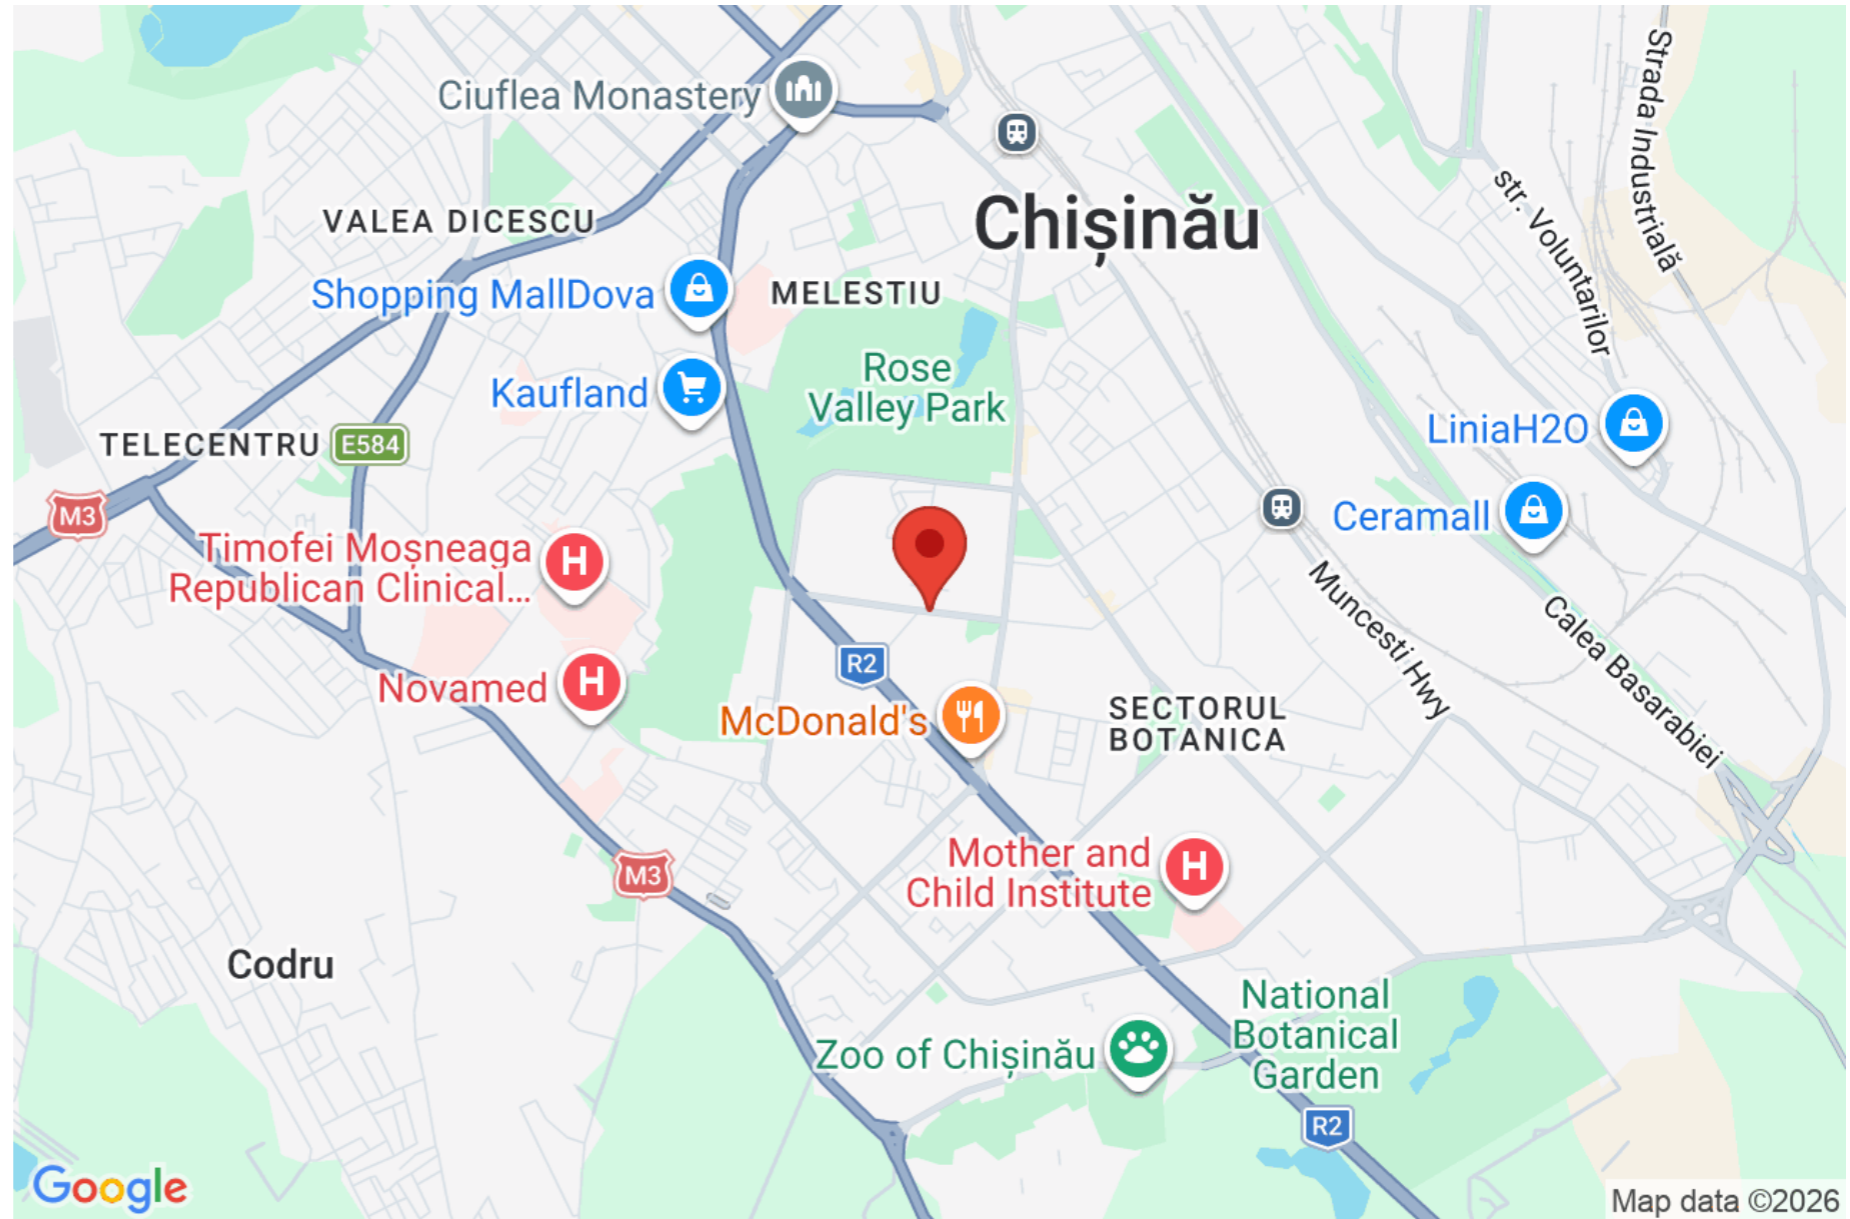 Ciuflea Monastery
Strada Industrială
str. Voluntarilor
Chișinău
VALEA DICESCU
Shopping MallDova
MELESTIU
Rose
Valley Park
Kaufland
LiniaH2O
TELECENTRU
E584
M3
Ceramall
Timofei Moșneaga
Republican Clinical...
H
Muncesti Hwy
Calea Basarabiei
R2
Novamed
H
McDonald's
SECTORUL
BOTANICA
Mother and
Child Institute
H
M3
Codru
National
Botanical
Garden
Zoo of Chișinău
R2
Google
Map data ©2026